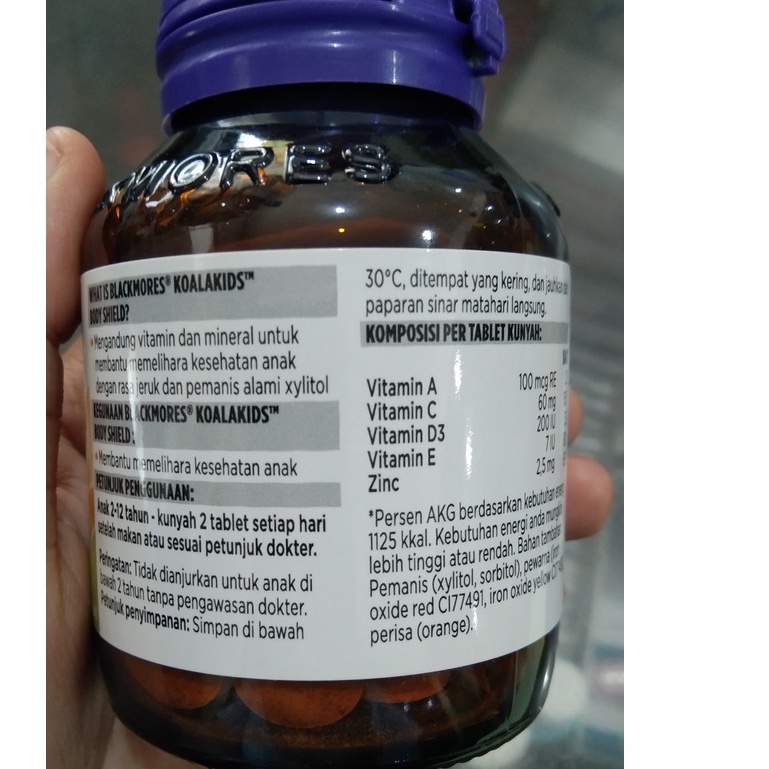 MORES
WHAT IS BLACKMORES® KOALAKIDS™
BODY SHIELD?
• Mengandung vitamin dan mineral untuk
membantu memelihara kesehatan anak
dengan rasa jeruk dan pemanis alami xylitol
KEGUNAAN BLACKMORES® KOALAKIDS™
BODY SHIELD :
• Membantu memelihara kesehatan anak
PETUNJUK PENGGUNAAN:
Anak 2-12 tahun - kunyah 2 tablet setiap hari
setelah makan atau sesuai petunjuk dokter.
Peringatan: Tidak dianjurkan untuk anak di
bawah 2 tahun tanpa pengawasan dokter.
Petunjuk penyimpanan: Simpan di bawah
30°C, ditempat yang kering, dan jauhkan
paparan sinar matahari langsung.
KOMPOSISI PER TABLET KUNYAH:
Vitamin A 100 mcg RE
Vitamin C 60 mg
Vitamin D3 200 IU
Vitamin E 7 IU
Zinc 2,5 mg
*Persen AKG berdasarkan kebutuhan energi
1125 kkal. Kebutuhan energi anda mungkin
lebih tinggi atau rendah. Bahan tambahan
Pemanis (xylitol, sorbitol), pewarna (iron
oxide red CI77491, iron oxide yellow
perisa (orange).